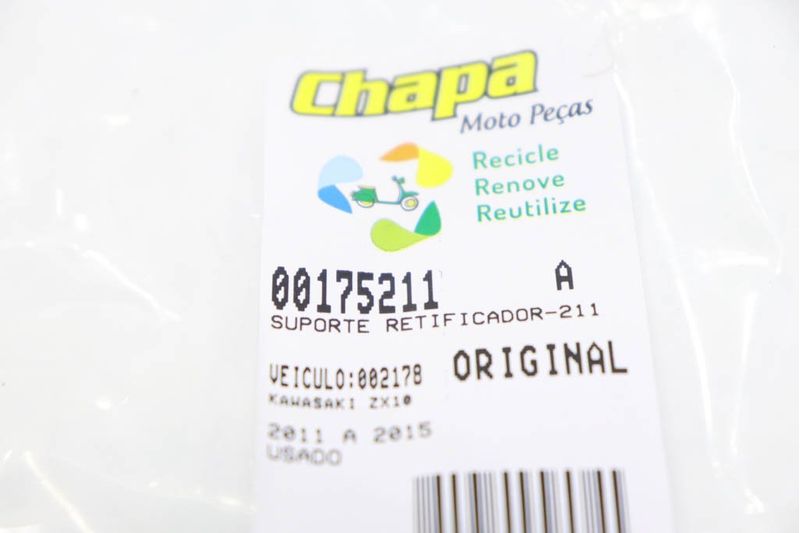 Chapa
Moto Peças
Recicle
Renove
Reutilize
00175211 A
SUPORTE RETIFICADOR-211
VEICULO:002178 ORIGINAL
KAWASAKI ZX10
2011 A 2015
USADO